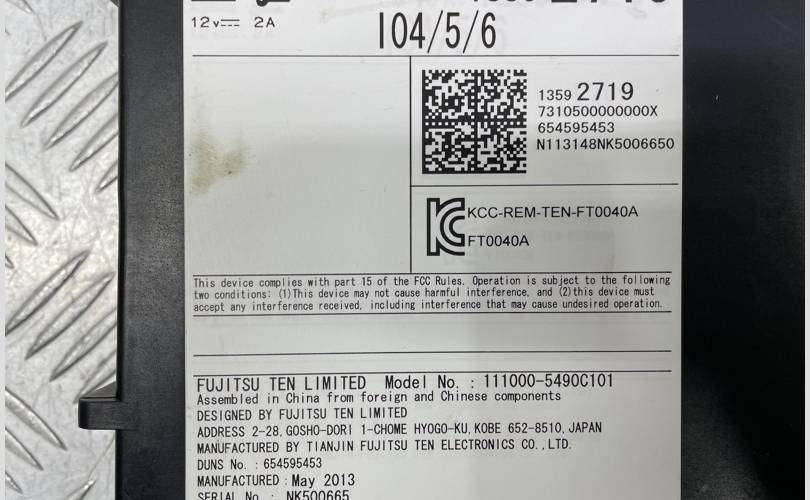 12v⎓ 2A
I04/5/6
1359 2719
7310500000000X
654595453
N113148NK5006650
KCC-REM-TEN-FT0040A
FT0040A
This device complies with part 15 of the FCC Rules. Operation is subject to the following
two conditions: (1)This device may not cause harmful interference, and (2)this device must
accept any interference received, including interference that may cause undesired operation.
FUJITSU TEN LIMITED Model No. : 111000-5490C101
Assembled in China from foreign and Chinese components
DESIGNED BY FUJITSU TEN LIMITED
ADDRESS 2-28,GOSHO-DORI 1-CHOME HYOGO-KU,KOBE 652-8510,JAPAN
MANUFACTURED BY TIANJIN FUJITSU TEN ELECTRONICS CO.,LTD.
DUNS No. : 654595453
MANUFACTURED : May 2013
SERIAL No. : NK500665